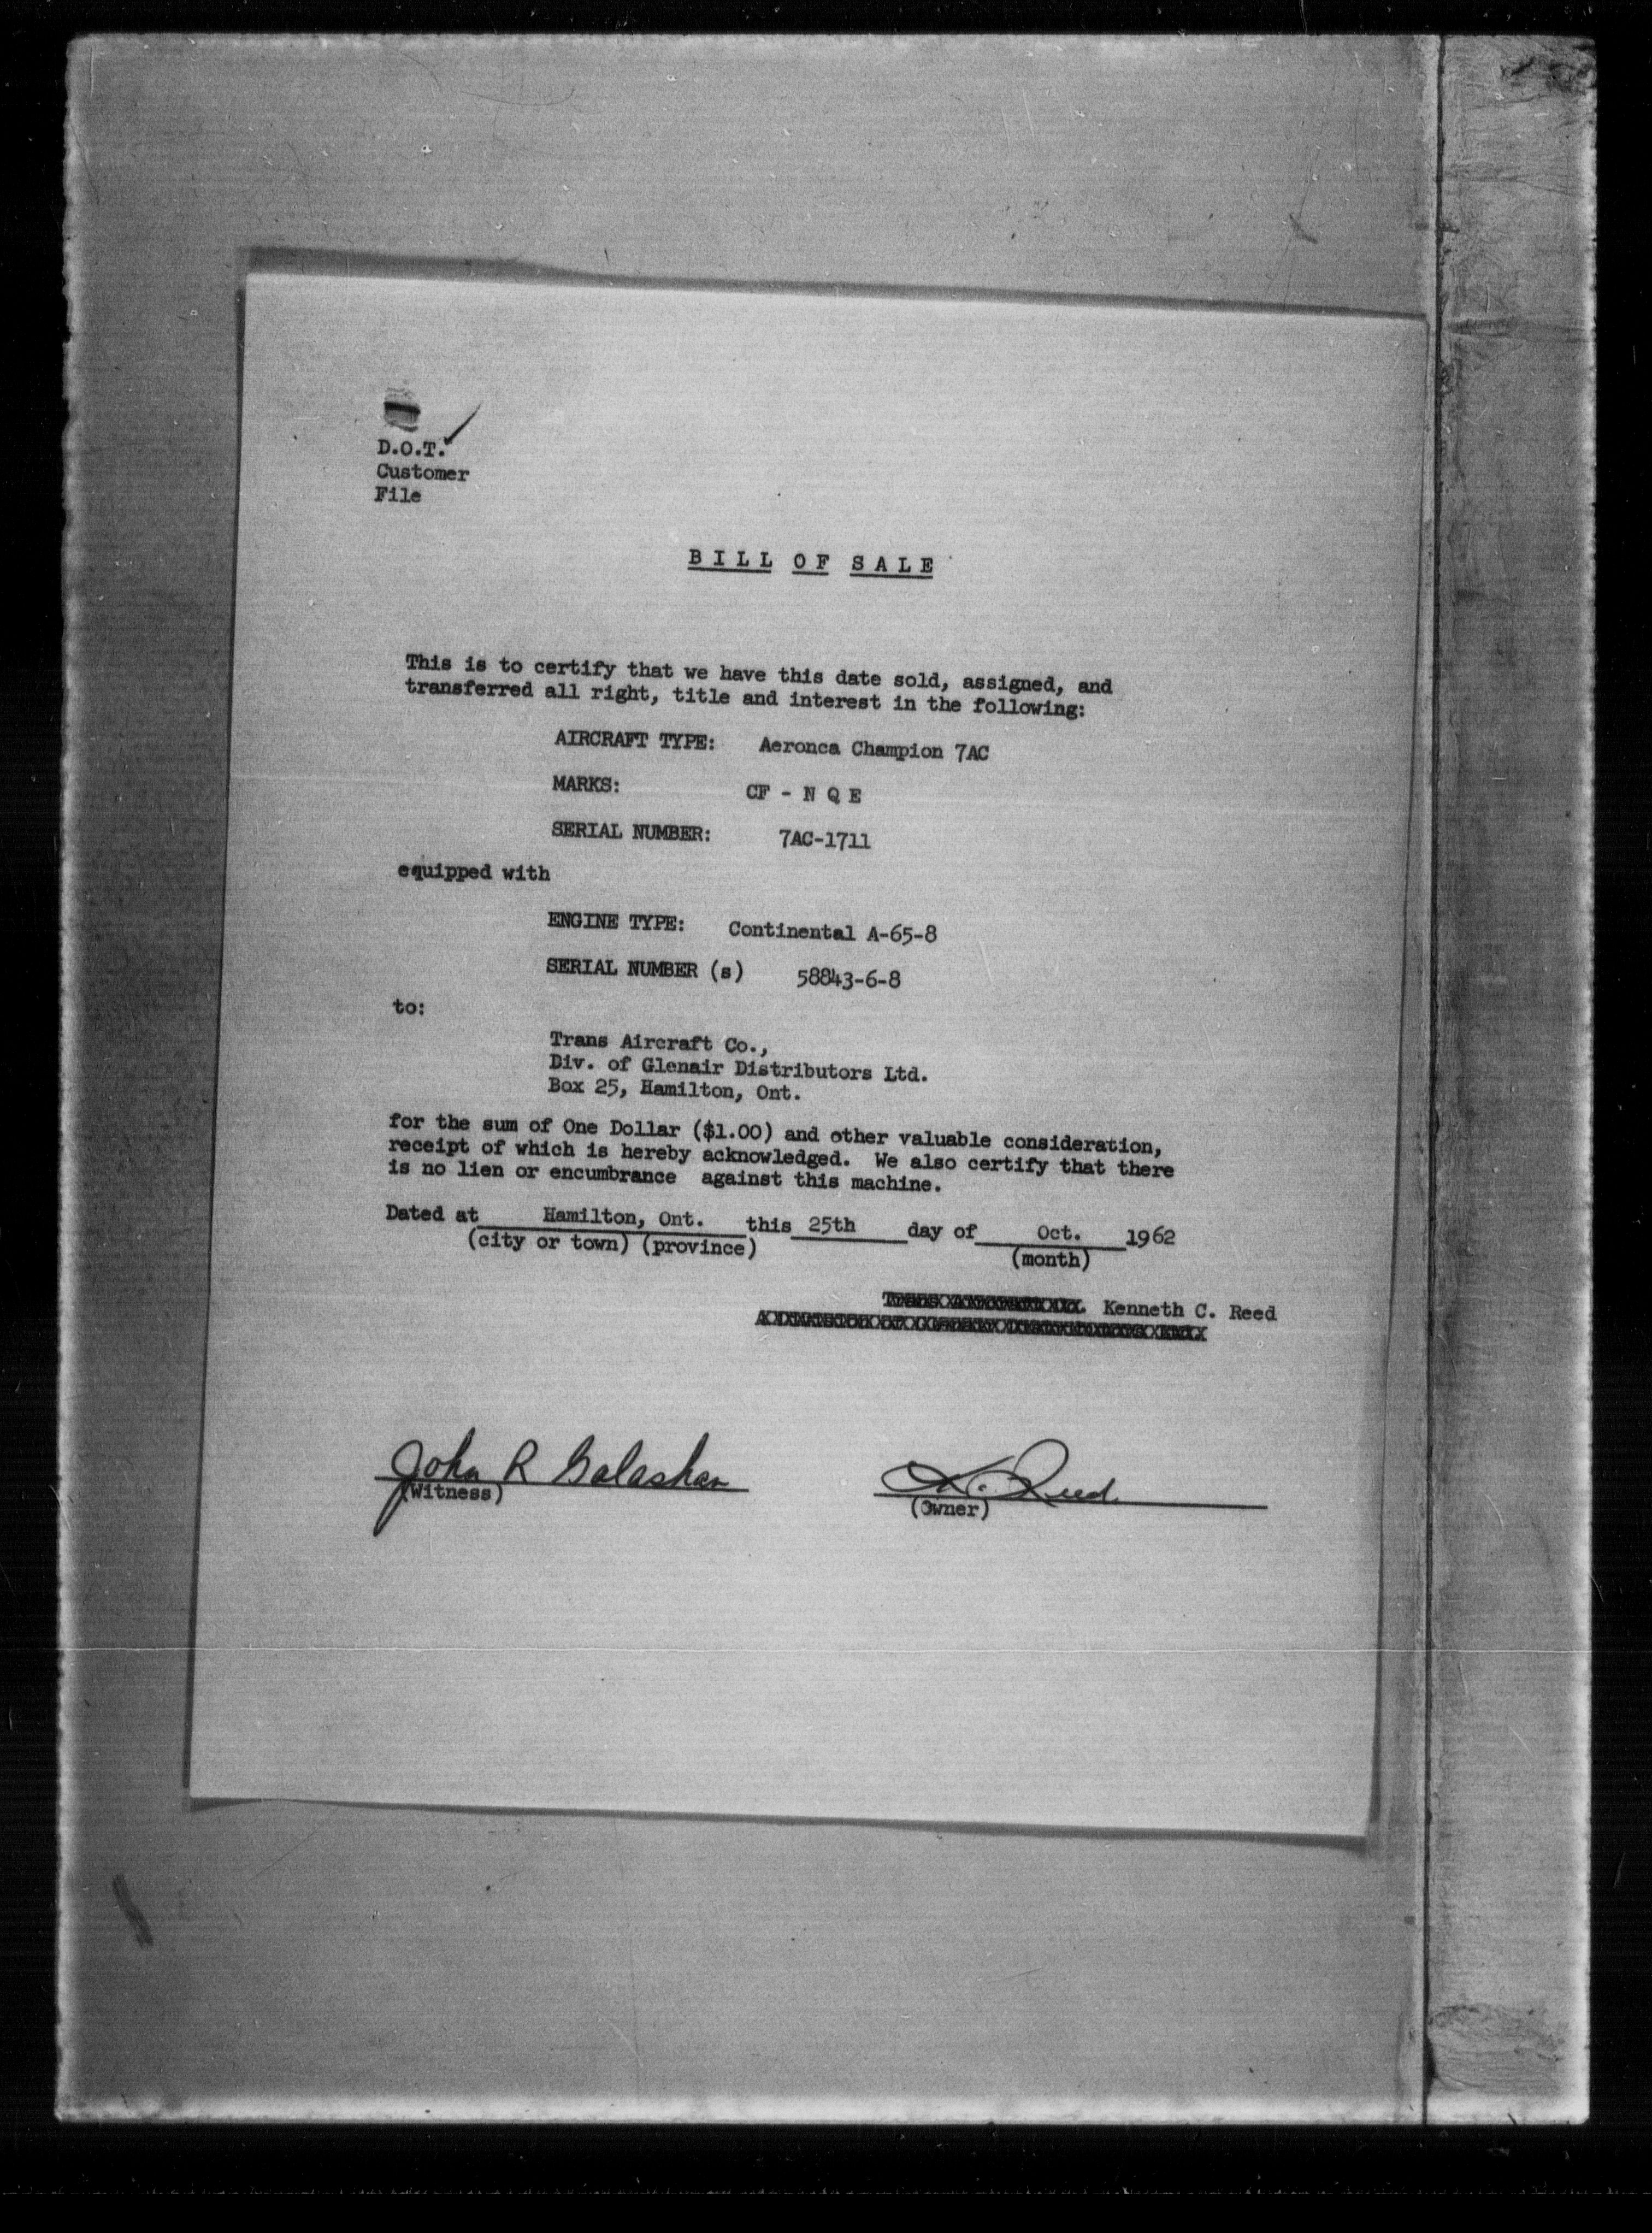 D.O.T.
Customer
File
BILL OF SALE
This is to certify that we have this date sold, assigned, and
transferred all right, title and interest in the following:
AIRCRAFT TYPE: Aeronca Champion 7AC
MARKS: CF - N Q E
SERIAL NUMBER: 7AC-1711
equipped with
ENGINE TYPE: Continental A-65-8
SERIAL NUMBER (s) 58843-6-8
to:
Trans Aircraft Co.,
Div. of Glenair Distributors Ltd.
Box 25, Hamilton, Ont.
for the sum of One Dollar ($1.00) and other valuable consideration,
receipt of which is hereby acknowledged. We also certify that there
is no lien or encumbrance against this machine.
Dated at Hamilton, Ont. this 25th day of Oct. 1962
(city or town) (province) (month)
Kenneth C. Reed
John R Galashan K. Reed
(Witness) (Owner)